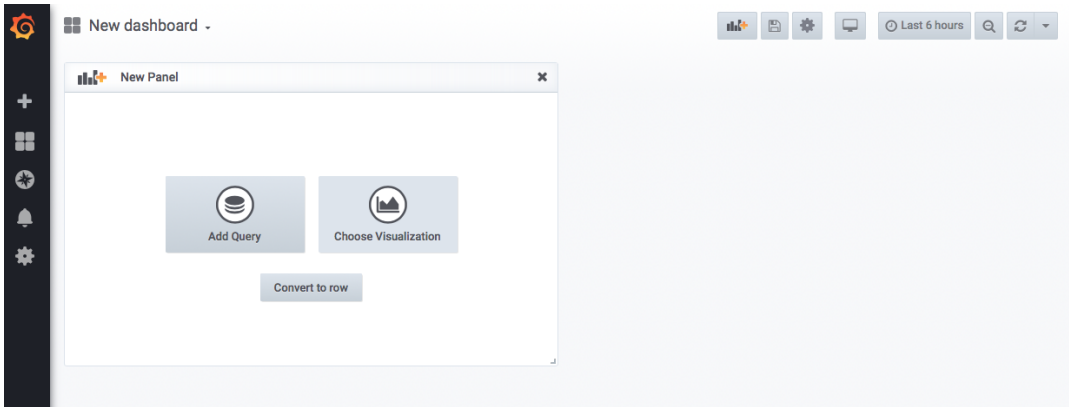 New dashboard
Last 6 hours
New Panel
Add Query
Choose Visualization
Convert to row